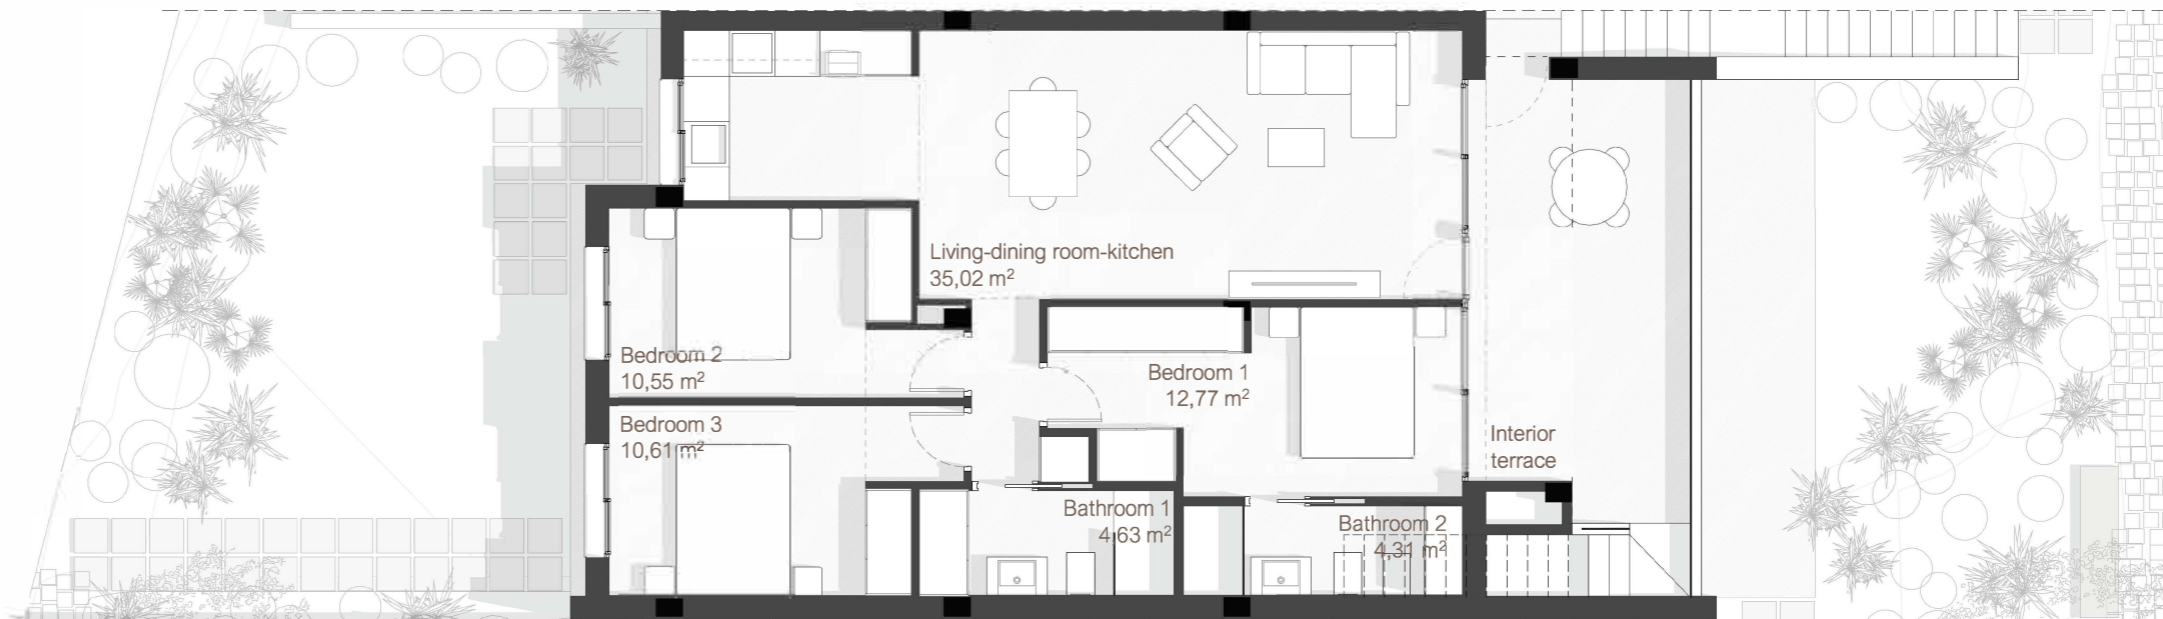 Living-dining room-kitchen
35,02 m²
Bedroom 2
10,55 m²
Bedroom 3
10,61 m²
Bedroom 1
12,77 m²
Bathroom 1
4,63 m²
Bathroom 2
4,31 m²
Interior
terrace